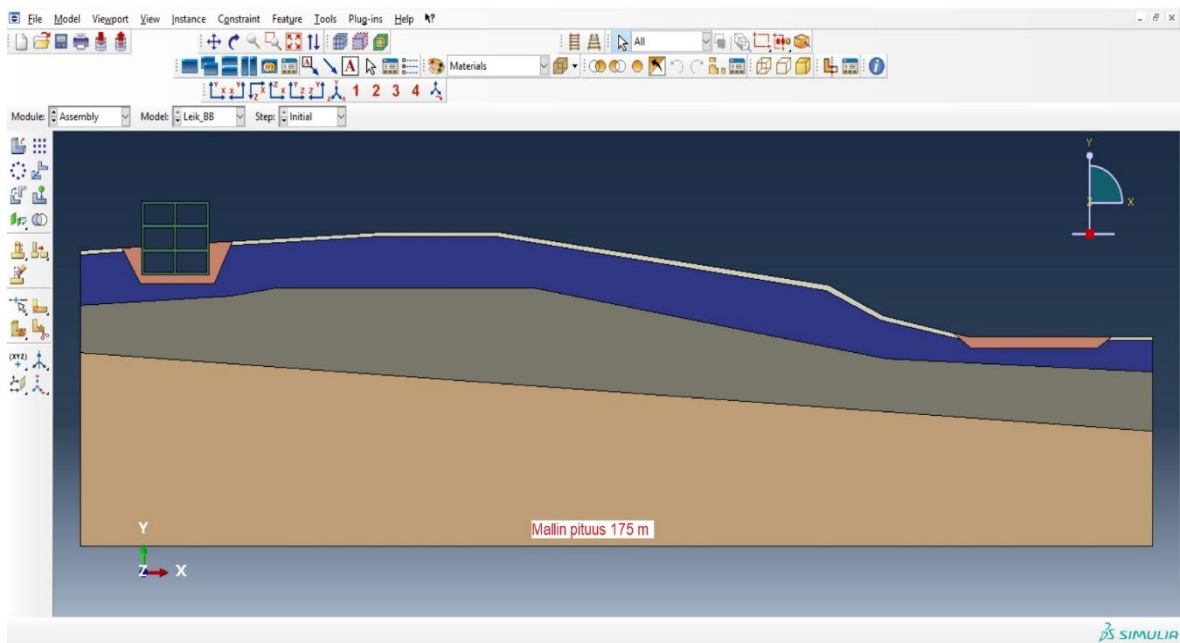 File Model Viewport View Instance Constraint Feature Tools Plug-ins Help
All
Materials
1 2 3 4
Module: Assembly Model: Leik_BB Step: Initial
(XYZ)
Y
X
Z
Mallin pituus 175 m
Y
Z X
SIMULIA